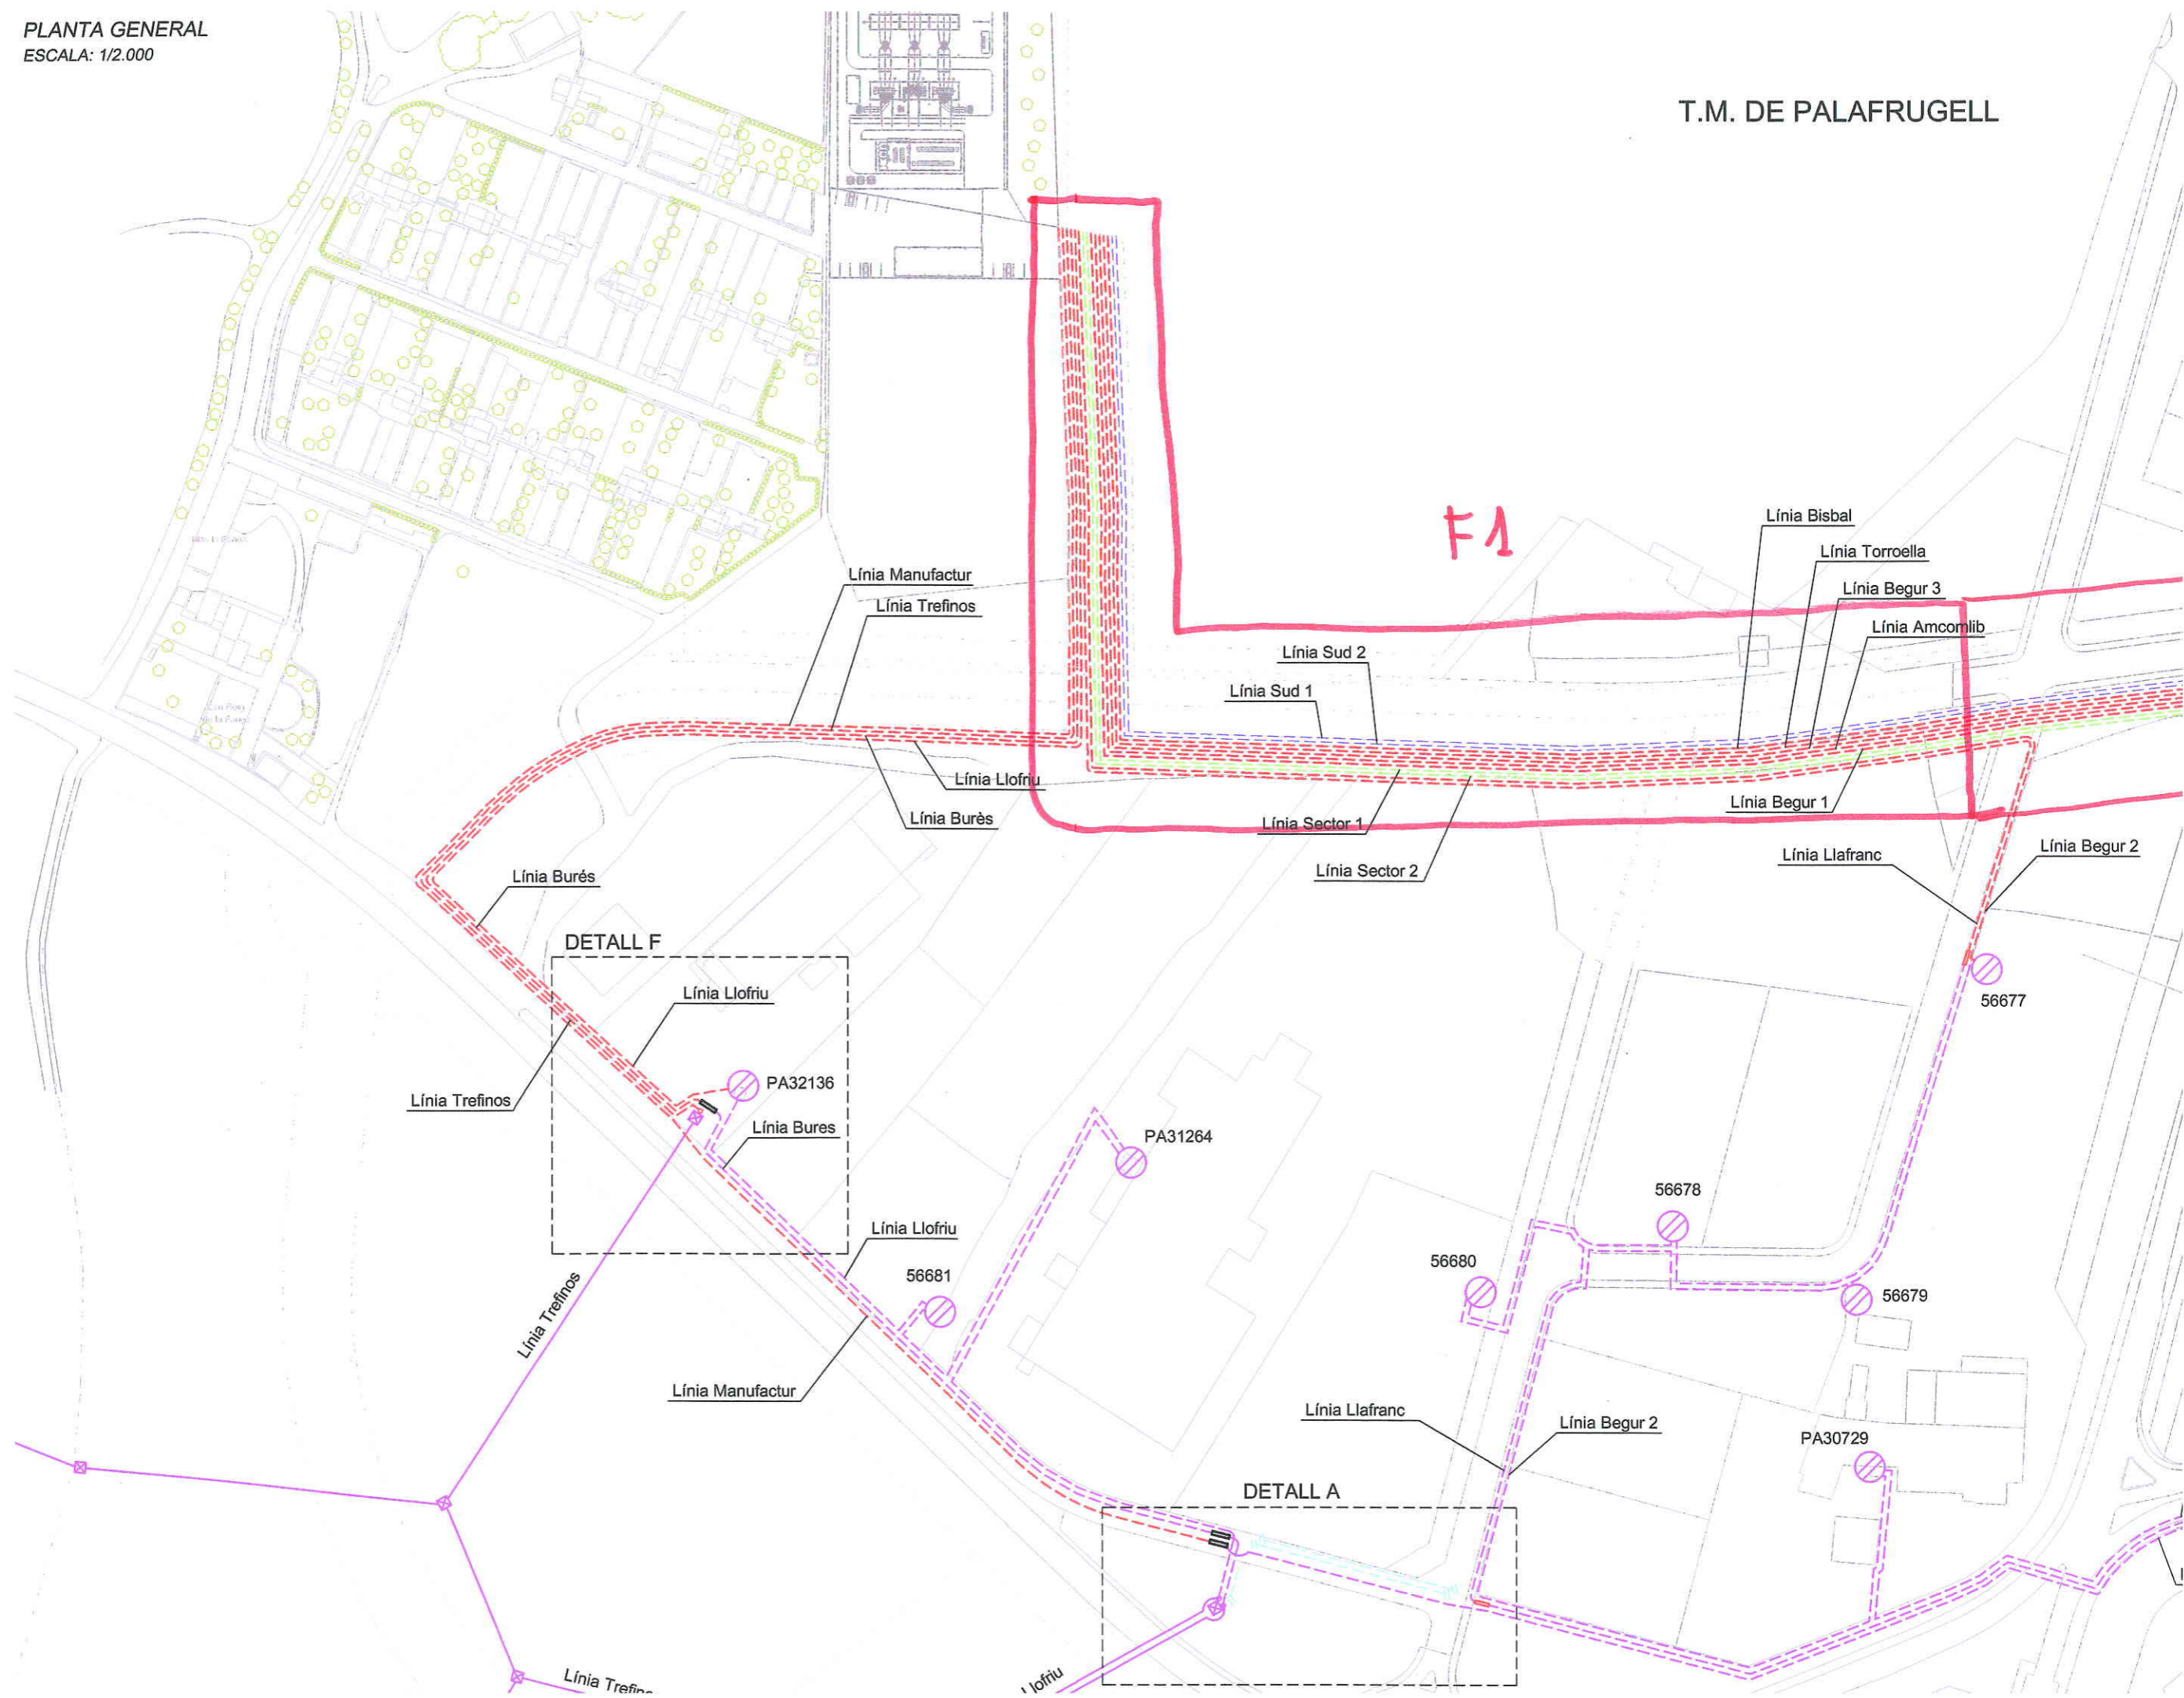 PLANTA GENERAL
ESCALA: 1/2.000
T.M. DE PALAFRUGELL
F1
Línia Bisbal
Línia Torroella
Línia Manufactur
Línia Begur 3
Línia Trefinos
Línia Amcomlib
Línia Sud 2
Línia Sud 1
Línia Llofriu
Línia Begur 1
Línia Burès
Línia Sector 1
Línia Begur 2
Línia Llafranc
Línia Sector 2
Línia Burés
DETALL F
Línia Llofriu
56677
PA32136
Línia Trefinos
Línia Bures
PA31264
56678
Línia Llofriu
56680
56681
56679
Línia Trefinos
Línia Manufactur
Línia Llafranc
Línia Begur 2
PA30729
DETALL A
Línia Trefino
Llofriu